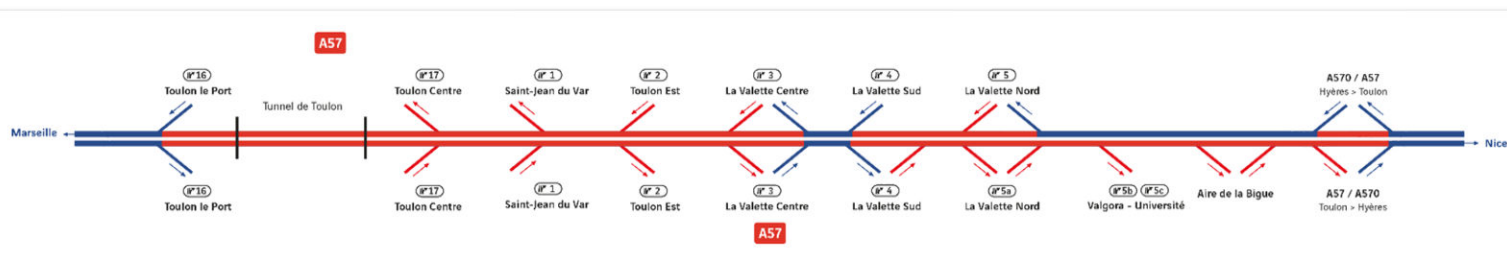 A57
n°16
Toulon le Port
Tunnel de Toulon
n°17
Toulon Centre
n° 1
Saint-Jean du Var
n° 2
Toulon Est
n° 3
La Valette Centre
n° 4
La Valette Sud
n° 5
La Valette Nord
A570 / A57
Hyères > Toulon
Marseille
Nice
n°16
Toulon le Port
n°17
Toulon Centre
n° 1
Saint-Jean du Var
n° 2
Toulon Est
n° 3
La Valette Centre
n° 4
La Valette Sud
n°5a
La Valette Nord
n°5b n°5c
Valgora - Université
Aire de la Bigue
A57 / A570
Toulon > Hyères
A57